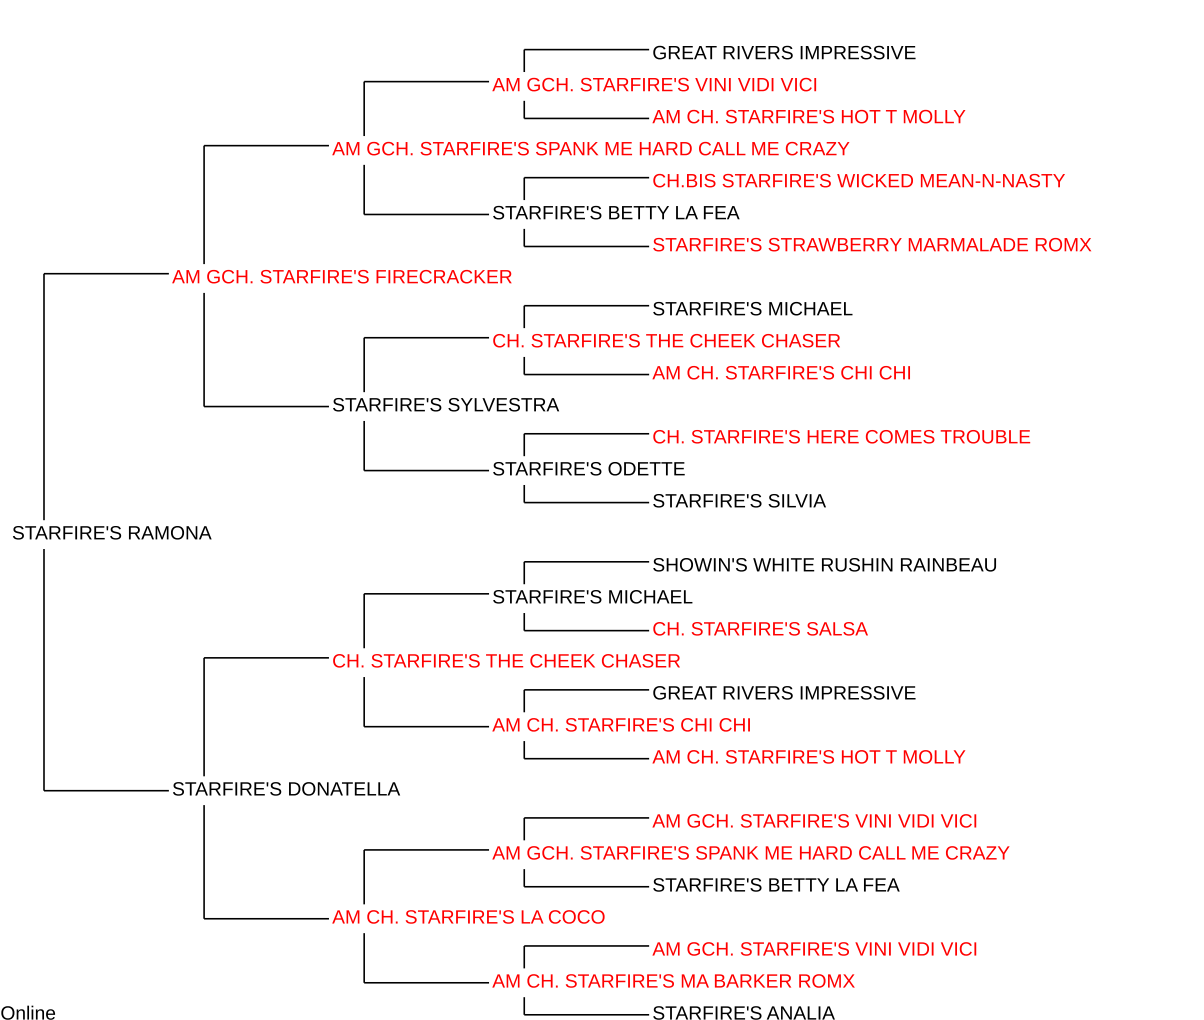 GREAT RIVERS IMPRESSIVE
AM GCH. STARFIRE'S VINI VIDI VICI
AM CH. STARFIRE'S HOT T MOLLY
AM GCH. STARFIRE'S SPANK ME HARD CALL ME CRAZY
CH.BIS STARFIRE'S WICKED MEAN-N-NASTY
STARFIRE'S BETTY LA FEA
STARFIRE'S STRAWBERRY MARMALADE ROMX
AM GCH. STARFIRE'S FIRECRACKER
STARFIRE'S MICHAEL
CH. STARFIRE'S THE CHEEK CHASER
AM CH. STARFIRE'S CHI CHI
STARFIRE'S SYLVESTRA
CH. STARFIRE'S HERE COMES TROUBLE
STARFIRE'S ODETTE
STARFIRE'S SILVIA
STARFIRE'S RAMONA
SHOWIN'S WHITE RUSHIN RAINBEAU
STARFIRE'S MICHAEL
CH. STARFIRE'S SALSA
CH. STARFIRE'S THE CHEEK CHASER
GREAT RIVERS IMPRESSIVE
AM CH. STARFIRE'S CHI CHI
AM CH. STARFIRE'S HOT T MOLLY
STARFIRE'S DONATELLA
AM GCH. STARFIRE'S VINI VIDI VICI
AM GCH. STARFIRE'S SPANK ME HARD CALL ME CRAZY
STARFIRE'S BETTY LA FEA
AM CH. STARFIRE'S LA COCO
AM GCH. STARFIRE'S VINI VIDI VICI
AM CH. STARFIRE'S MA BARKER ROMX
STARFIRE'S ANALIA
Online